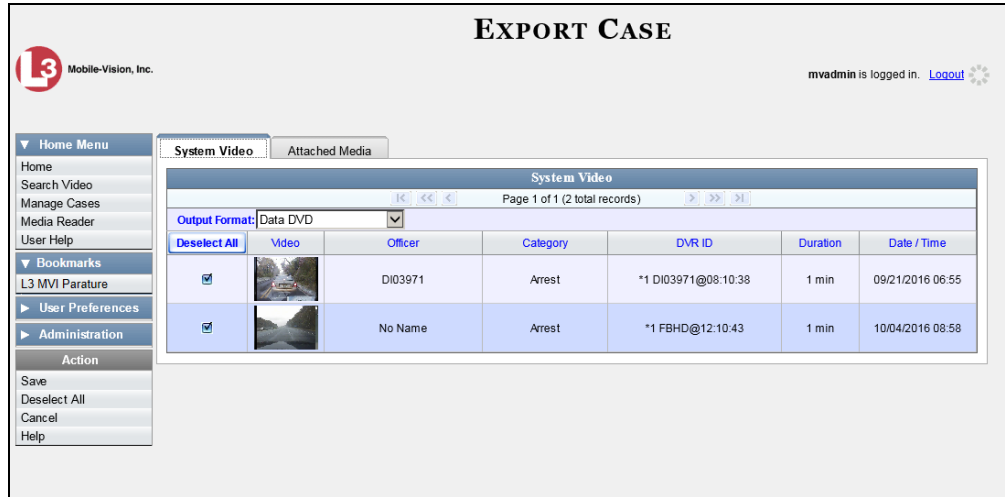 EXPORT CASE
L3 Mobile-Vision, Inc.
mvadmin is logged in. Logout
▼ Home Menu
Home
Search Video
Manage Cases
Media Reader
User Help
▼ Bookmarks
L3 MVI Parature
▶ User Preferences
▶ Administration
Action
Save
Deselect All
Cancel
Help
System Video Attached Media
System Video
|< << < Page 1 of 1 (2 total records) > >> >|
Output Format: Data DVD
Deselect All Video Officer Category DVR ID Duration Date / Time
DI03971 Arrest *1 DI03971@08:10:38 1 min 09/21/2016 06:55
No Name Arrest *1 FBHD@12:10:43 1 min 10/04/2016 08:58